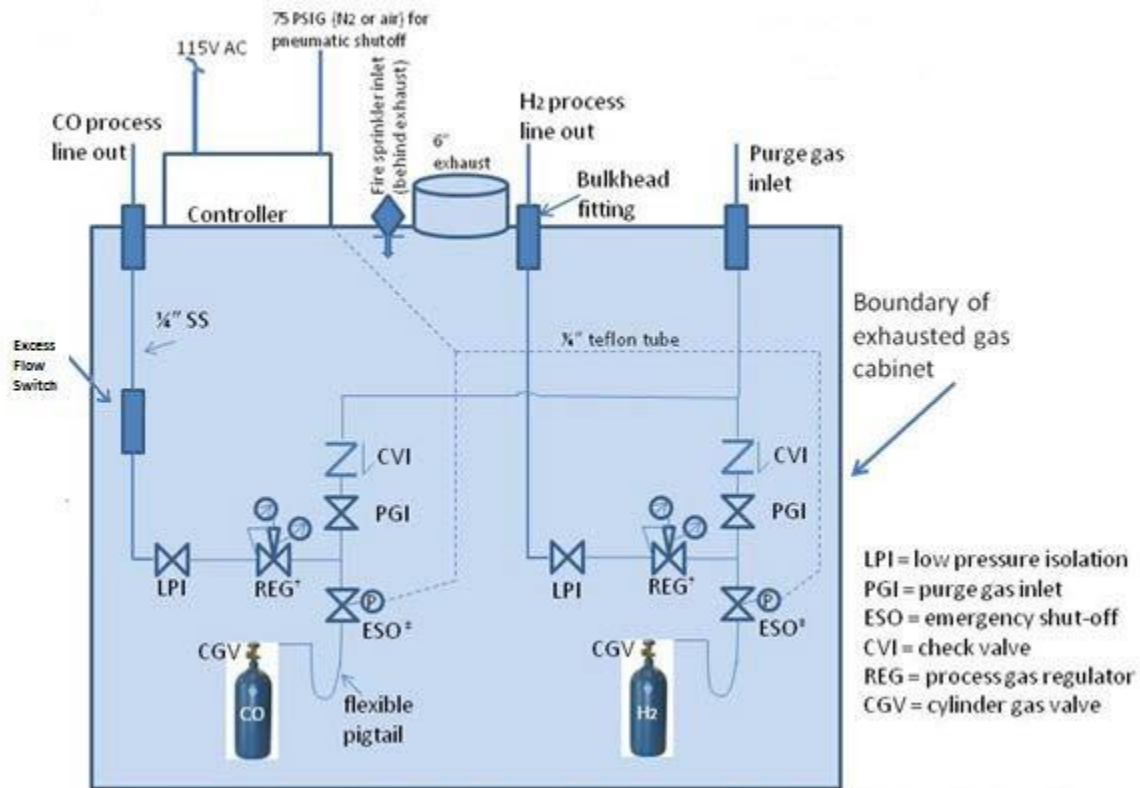 75 PSIG (N2 or air) for
pneumatic shutoff
115V AC
CO process
line out
Fire sprinkler inlet
(behind exhaust)
6"
exhaust
H2 process
line out
Purge gas
inlet
Bulkhead
fitting
Controller
¼" SS
Excess
Flow
Switch
¼" teflon tube
Boundary of
exhausted gas
cabinet
CVI
CVI
PGI
PGI
LPI
REG⁺
LPI
REG⁺
P
ESO‡
P
ESO‡
CGV
CO
flexible
pigtail
CGV
H2
LPI = low pressure isolation
PGI = purge gas inlet
ESO = emergency shut-off
CVI = check valve
REG = process gas regulator
CGV = cylinder gas valve